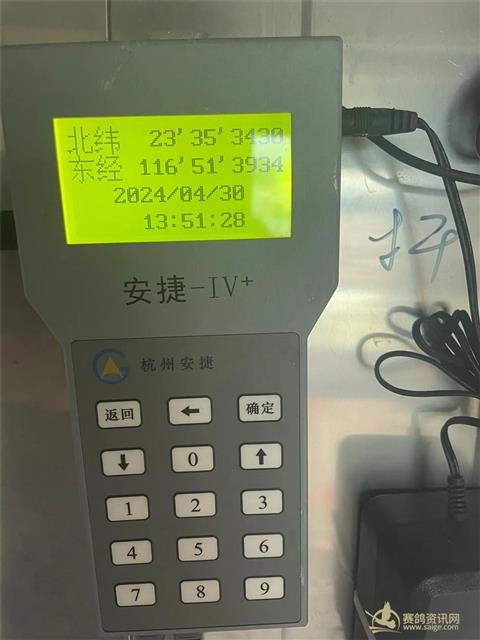 北纬 23'35'3430
东经 116'51'3934
2024/04/30
13:51:28
安捷-IV+
杭州安捷
返回 ← 确定
↓ 0 ↑
1 2 3
4 5 6
7 8 9
赛鸽资讯网
www.saige.com